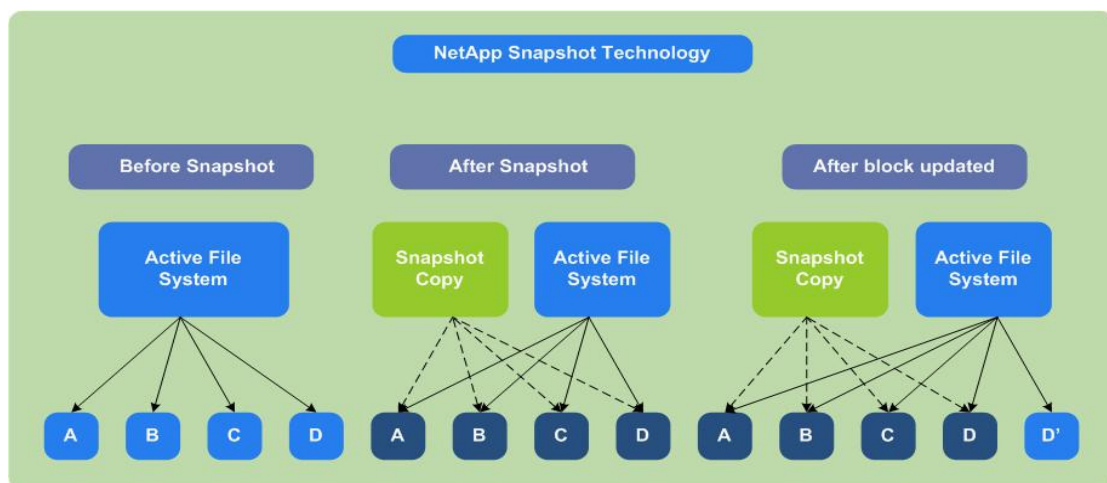 NetApp Snapshot Technology
Before Snapshot
After Snapshot
After block updated
Active File
System
Snapshot
Copy
Active File
System
Snapshot
Copy
Active File
System
A B C D
A B C D
A B C D D’